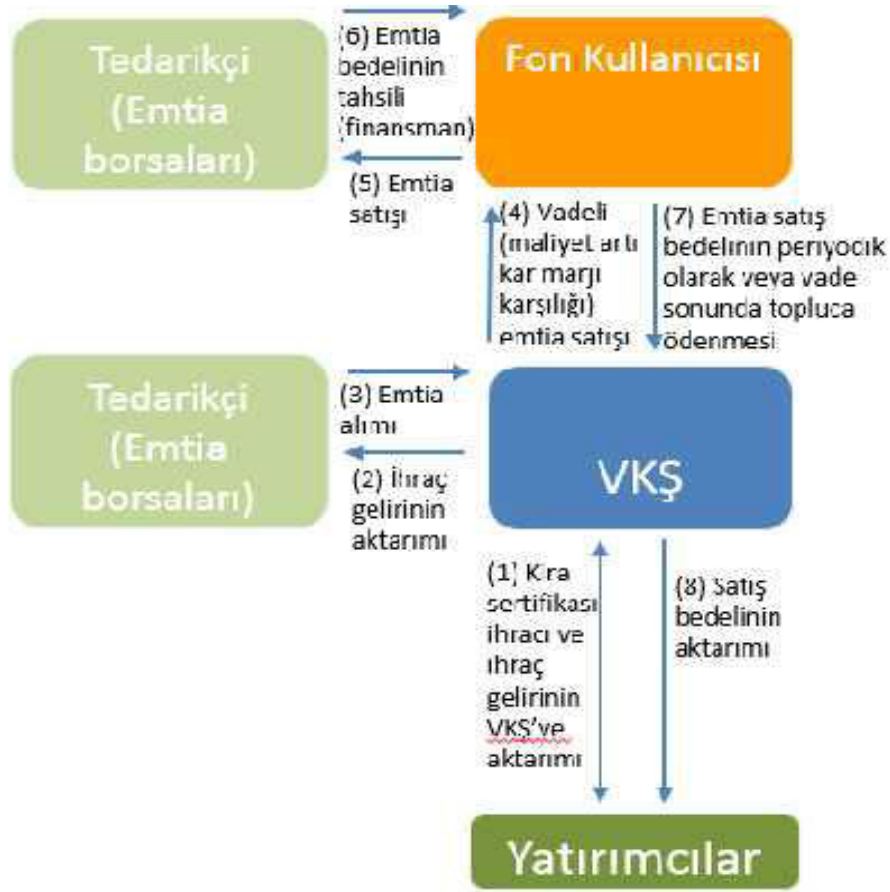 Tedarikçi
(Emtia
borsaları)
(6) Emtia
bedelinin
tahsili
(finansman)
Fon Kullanıcısı
(5) Emtia
satışı
(4) Vadeli
(maliyet artı
kar marjı
karşılığı)
emtia satışı
(7) Emtia satış
bedelinin periyodik
olarak veya vade
sonunda topluca
ödenmesi
Tedarikçi
(Emtia
borsaları)
(3) Emtia
alımı
(2) İhraç
gelirinin
aktarımı
VKŞ
(1) Kira
sertifikası
ihracı ve
ihraç
gelirinin
VKŞ'ye
aktarımı
(8) Satış
bedelinin
aktarımı
Yatırımcılar